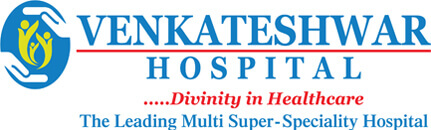 VENKATESHWAR
HOSPITAL
.....Divinity in Healthcare
The Leading Multi Super-Speciality Hospital